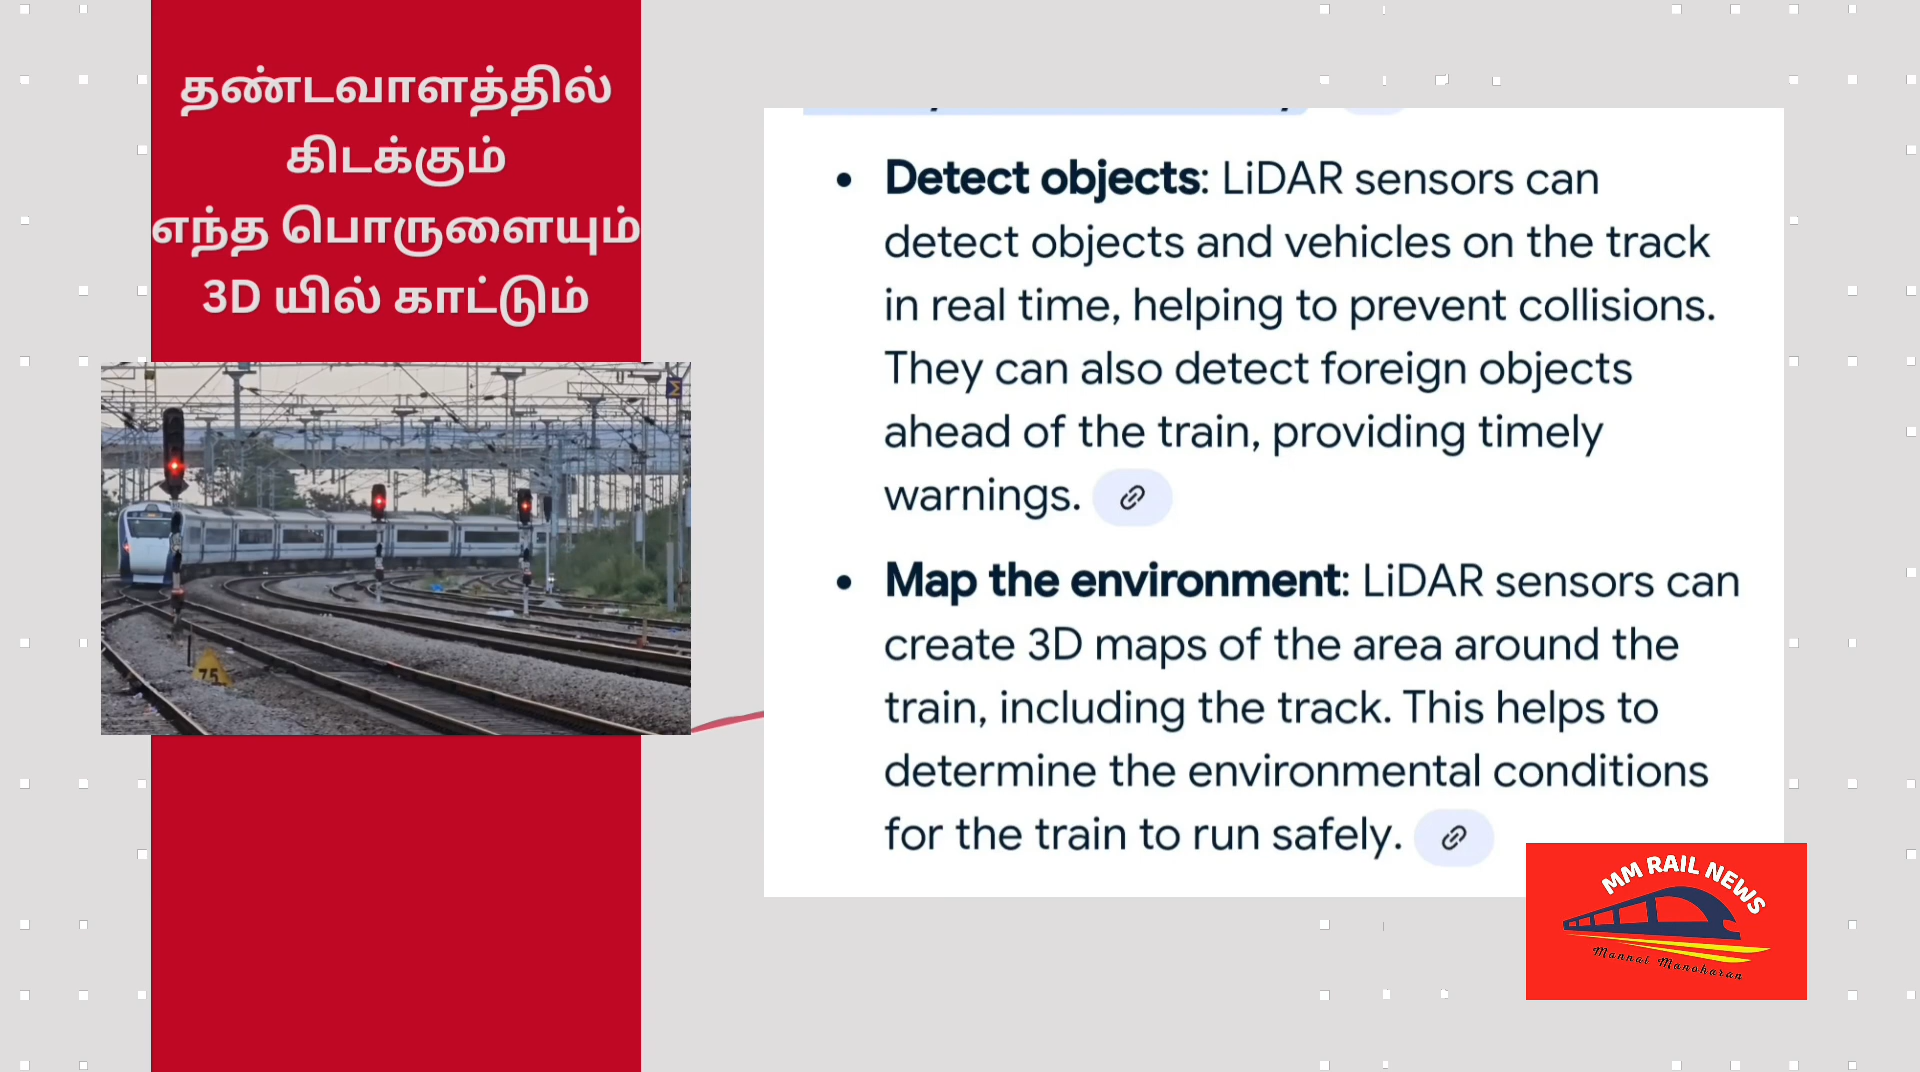 தண்டவாளத்தில்
கிடக்கும்
எந்த பொருளையும்
3D யில் காட்டும்
75
Detect objects: LiDAR sensors can
detect objects and vehicles on the track
in real time, helping to prevent collisions.
They can also detect foreign objects
ahead of the train, providing timely
warnings.
Map the environment: LiDAR sensors can
create 3D maps of the area around the
train, including the track. This helps to
determine the environmental conditions
for the train to run safely.
MM RAIL NEWS
Mannai Manoharan